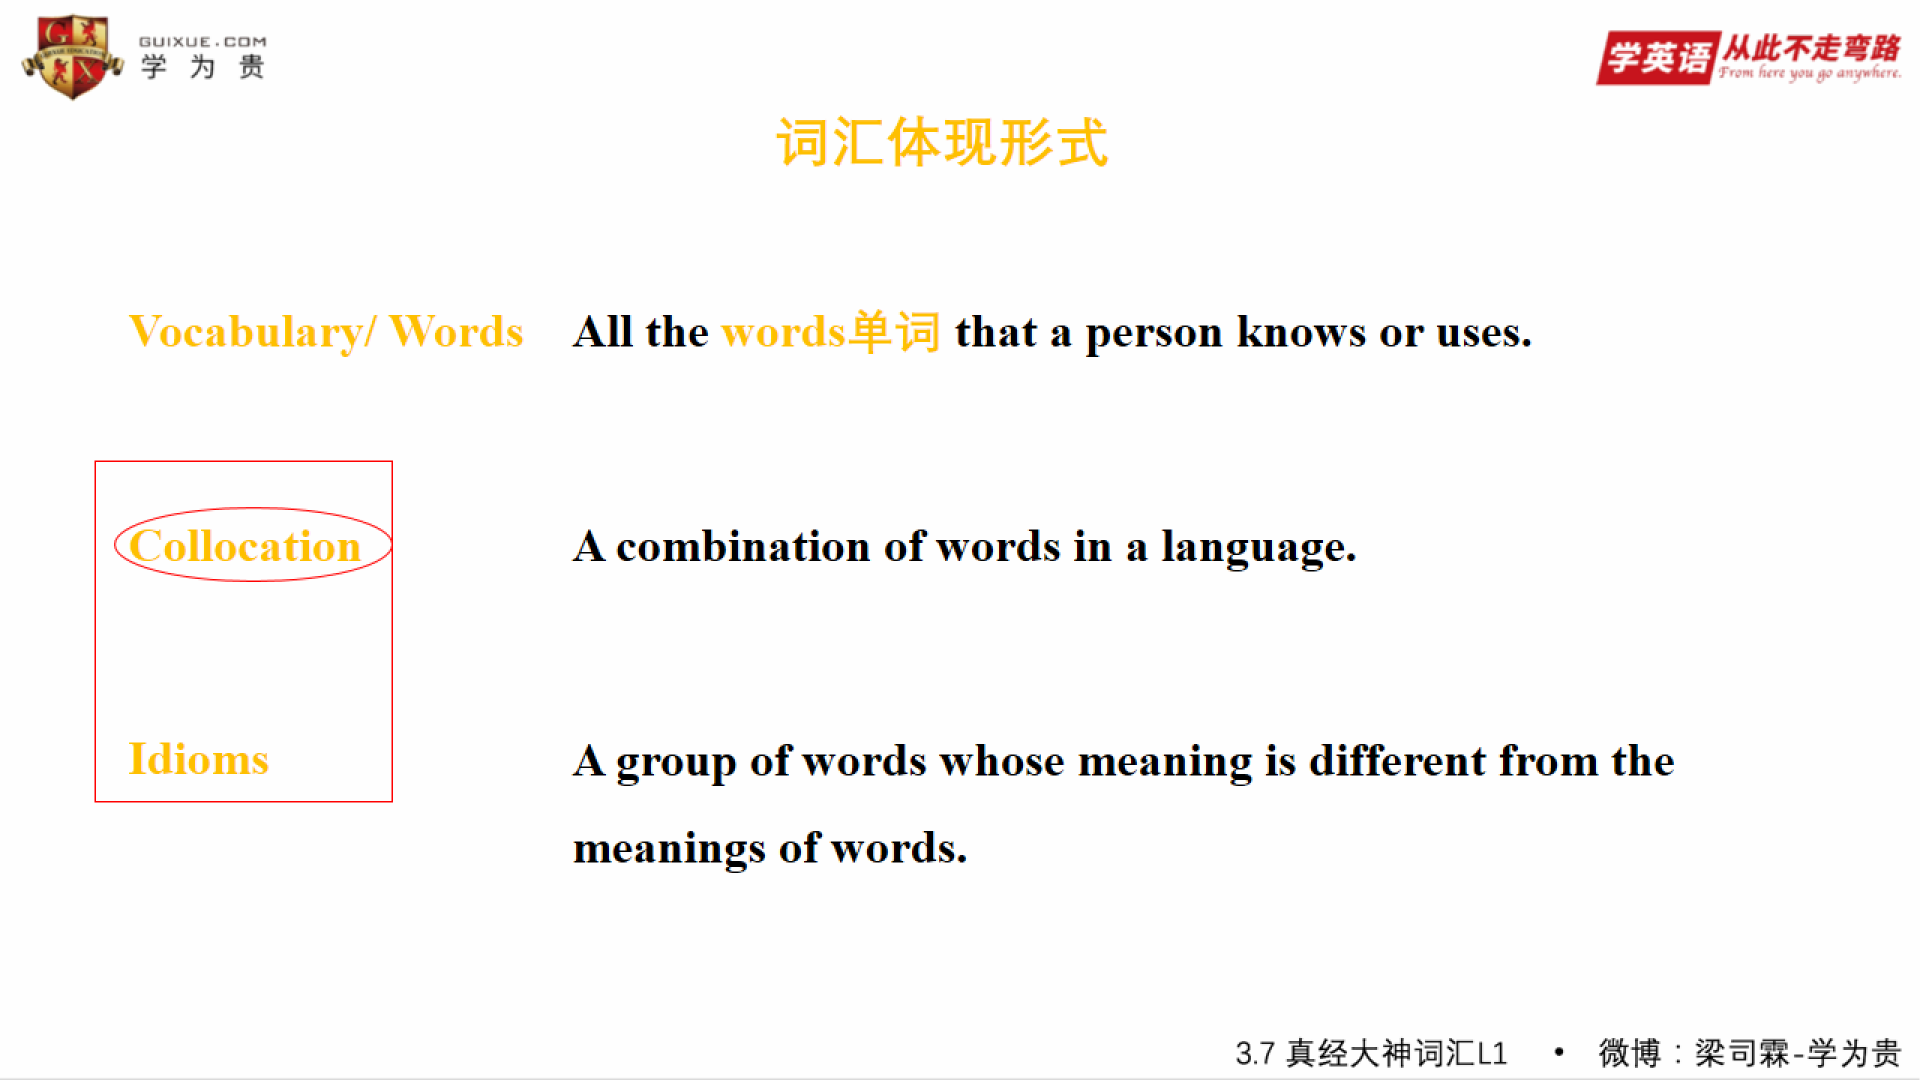 GUIXUE.COM
学为贵
学英语 从此不走弯路
From here you go anywhere.
词汇体现形式
Vocabulary/ Words All the words单词 that a person knows or uses.
Collocation A combination of words in a language.
Idioms A group of words whose meaning is different from the
meanings of words.
3.7 真经大神词汇L1 • 微博：梁司霖-学为贵